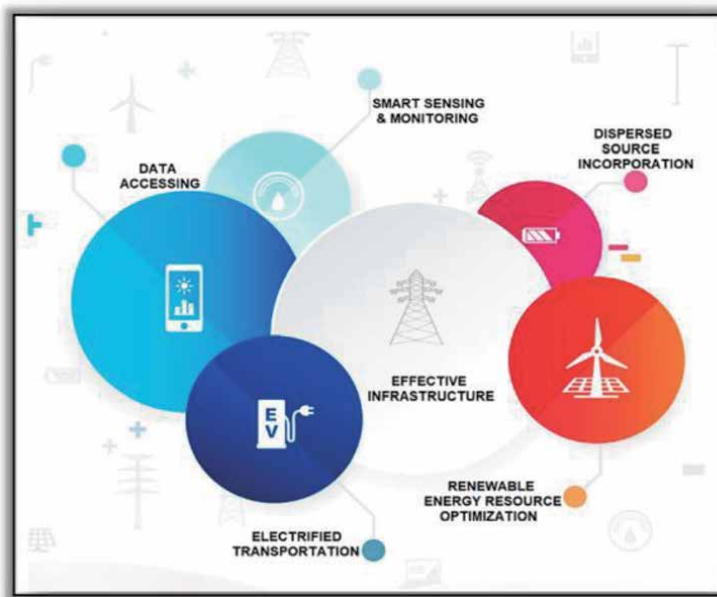 SMART SENSING
& MONITORING
DISPERSED
SOURCE
INCORPORATION
DATA
ACCESSING
EFFECTIVE
INFRASTRUCTURE
E
V
RENEWABLE
ENERGY RESOURCE
OPTIMIZATION
ELECTRIFIED
TRANSPORTATION